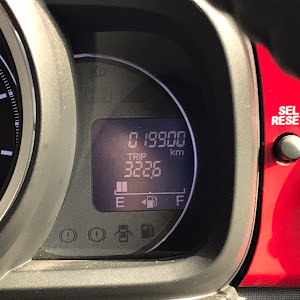 019900
km
TRIP
322.6
E F
SEL
RESET